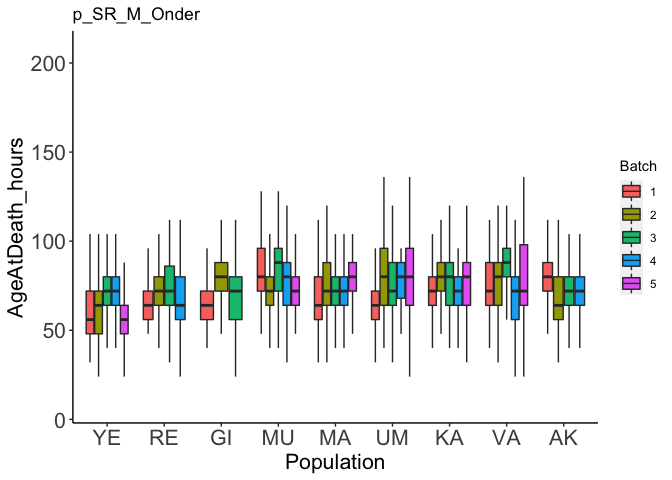 p_SR_M_Onder
AgeAtDeath_hours
200
150
100
50
0
YE RE GI MU MA UM KA VA AK
Population
Batch
1
2
3
4
5